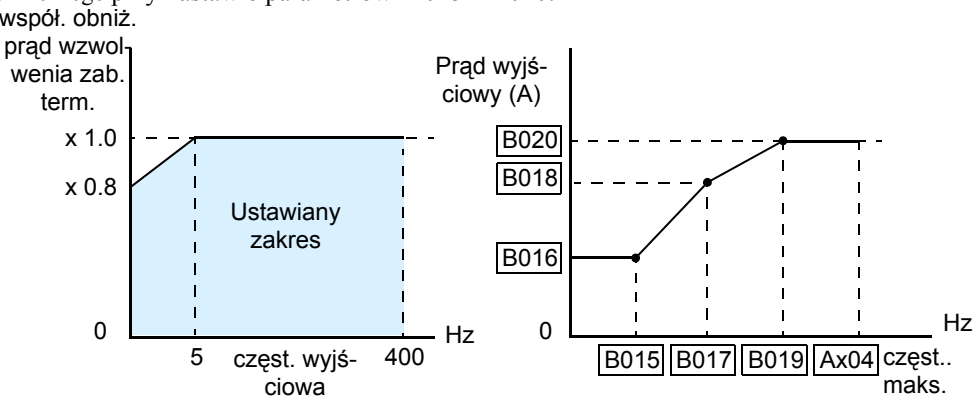 współ. obniż.
prąd wzwol
wenia zab.
term.
x 1.0
x 0.8
0
Ustawiany
zakres
5
częst. wyjś-
ciowa
400
Hz
Prąd wyjś-
ciowy (A)
B020
B018
B016
0
B015 B017 B019 Ax04 częst..
maks.
Hz